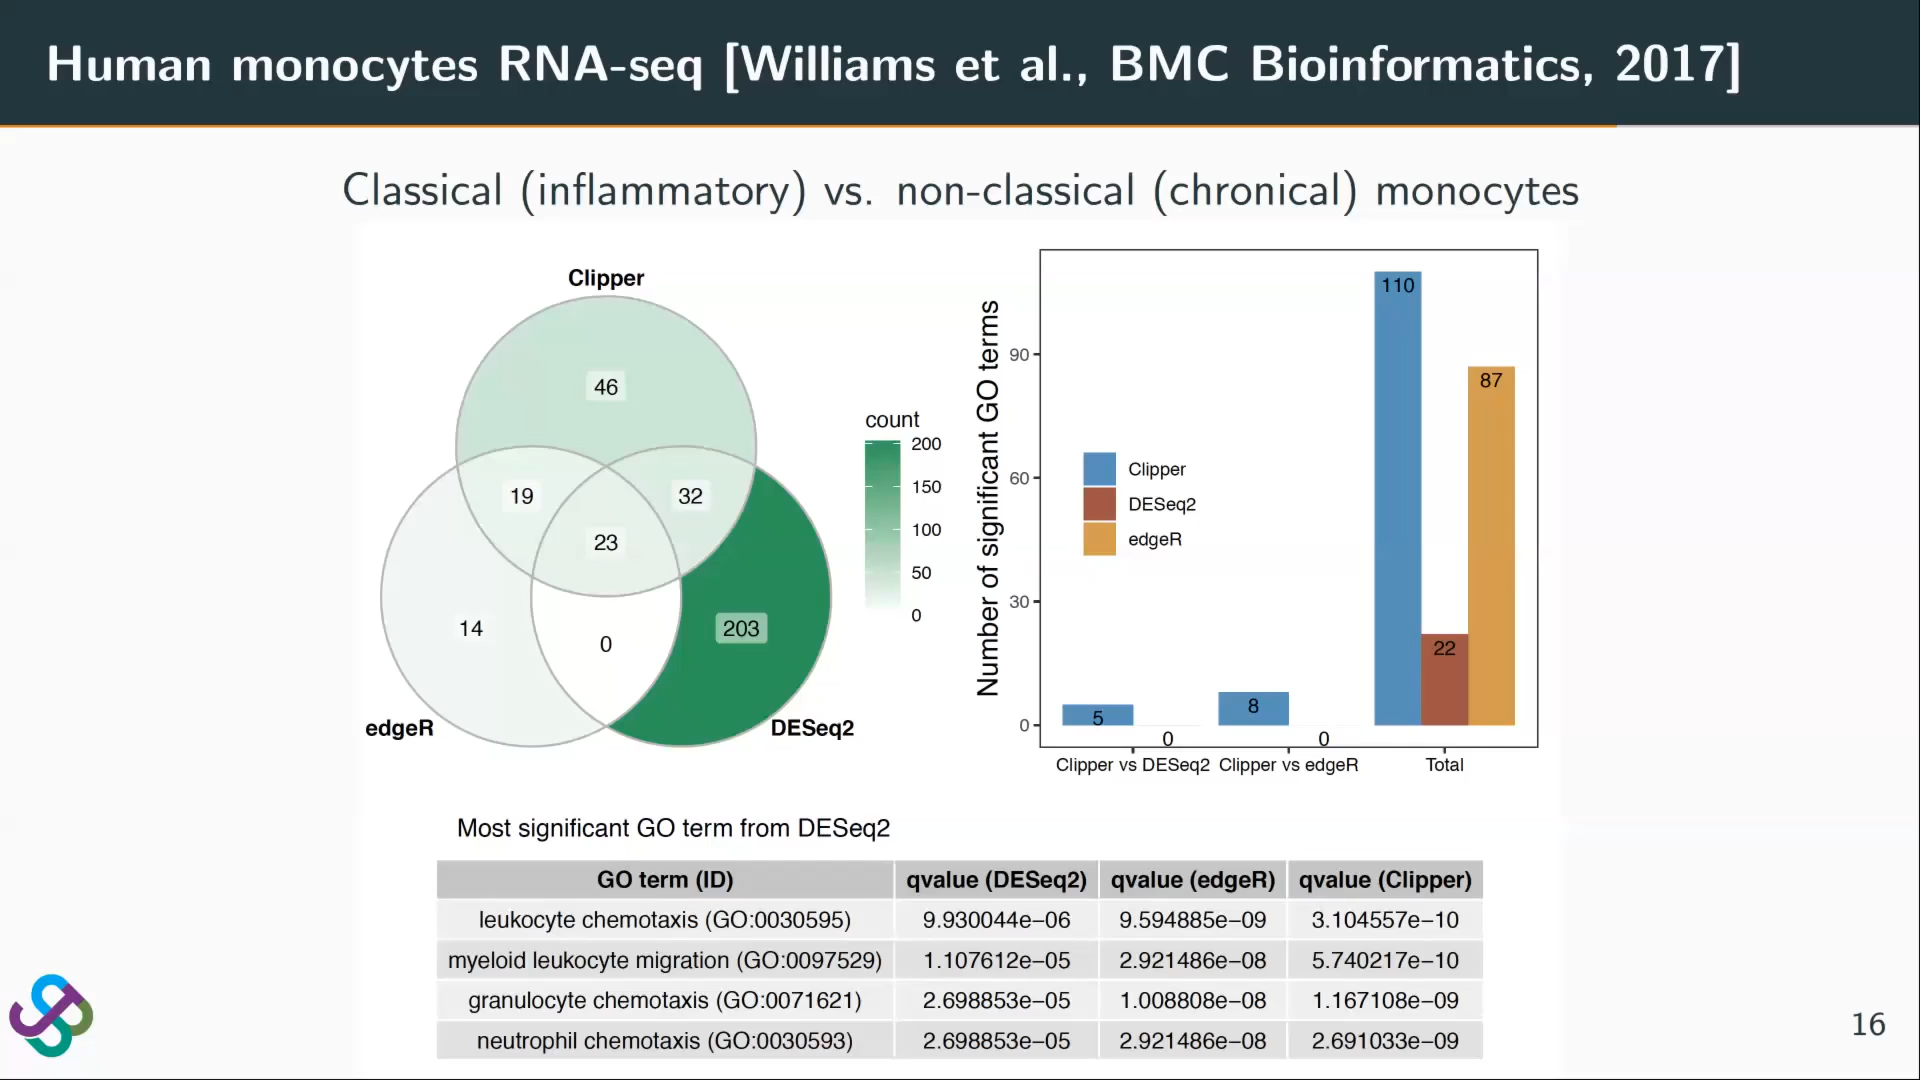 Human monocytes RNA-seq [Williams et al., BMC Bioinformatics, 2017]
Classical (inflammatory) vs. non-classical (chronical) monocytes
Clipper
46
19
32
23
14
0
203
edgeR
DESeq2
count
200
150
100
50
0
Number of significant GO terms
90
60
30
0
Clipper
DESeq2
edgeR
5
0
8
0
110
22
87
Clipper vs DESeq2
Clipper vs edgeR
Total
Most significant GO term from DESeq2
GO term (ID) qvalue (DESeq2) qvalue (edgeR) qvalue (Clipper)
leukocyte chemotaxis (GO:0030595) 9.930044e−06 9.594885e−09 3.104557e−10
myeloid leukocyte migration (GO:0097529) 1.107612e−05 2.921486e−08 5.740217e−10
granulocyte chemotaxis (GO:0071621) 2.698853e−05 1.008808e−08 1.167108e−09
neutrophil chemotaxis (GO:0030593) 2.698853e−05 2.921486e−08 2.691033e−09
16